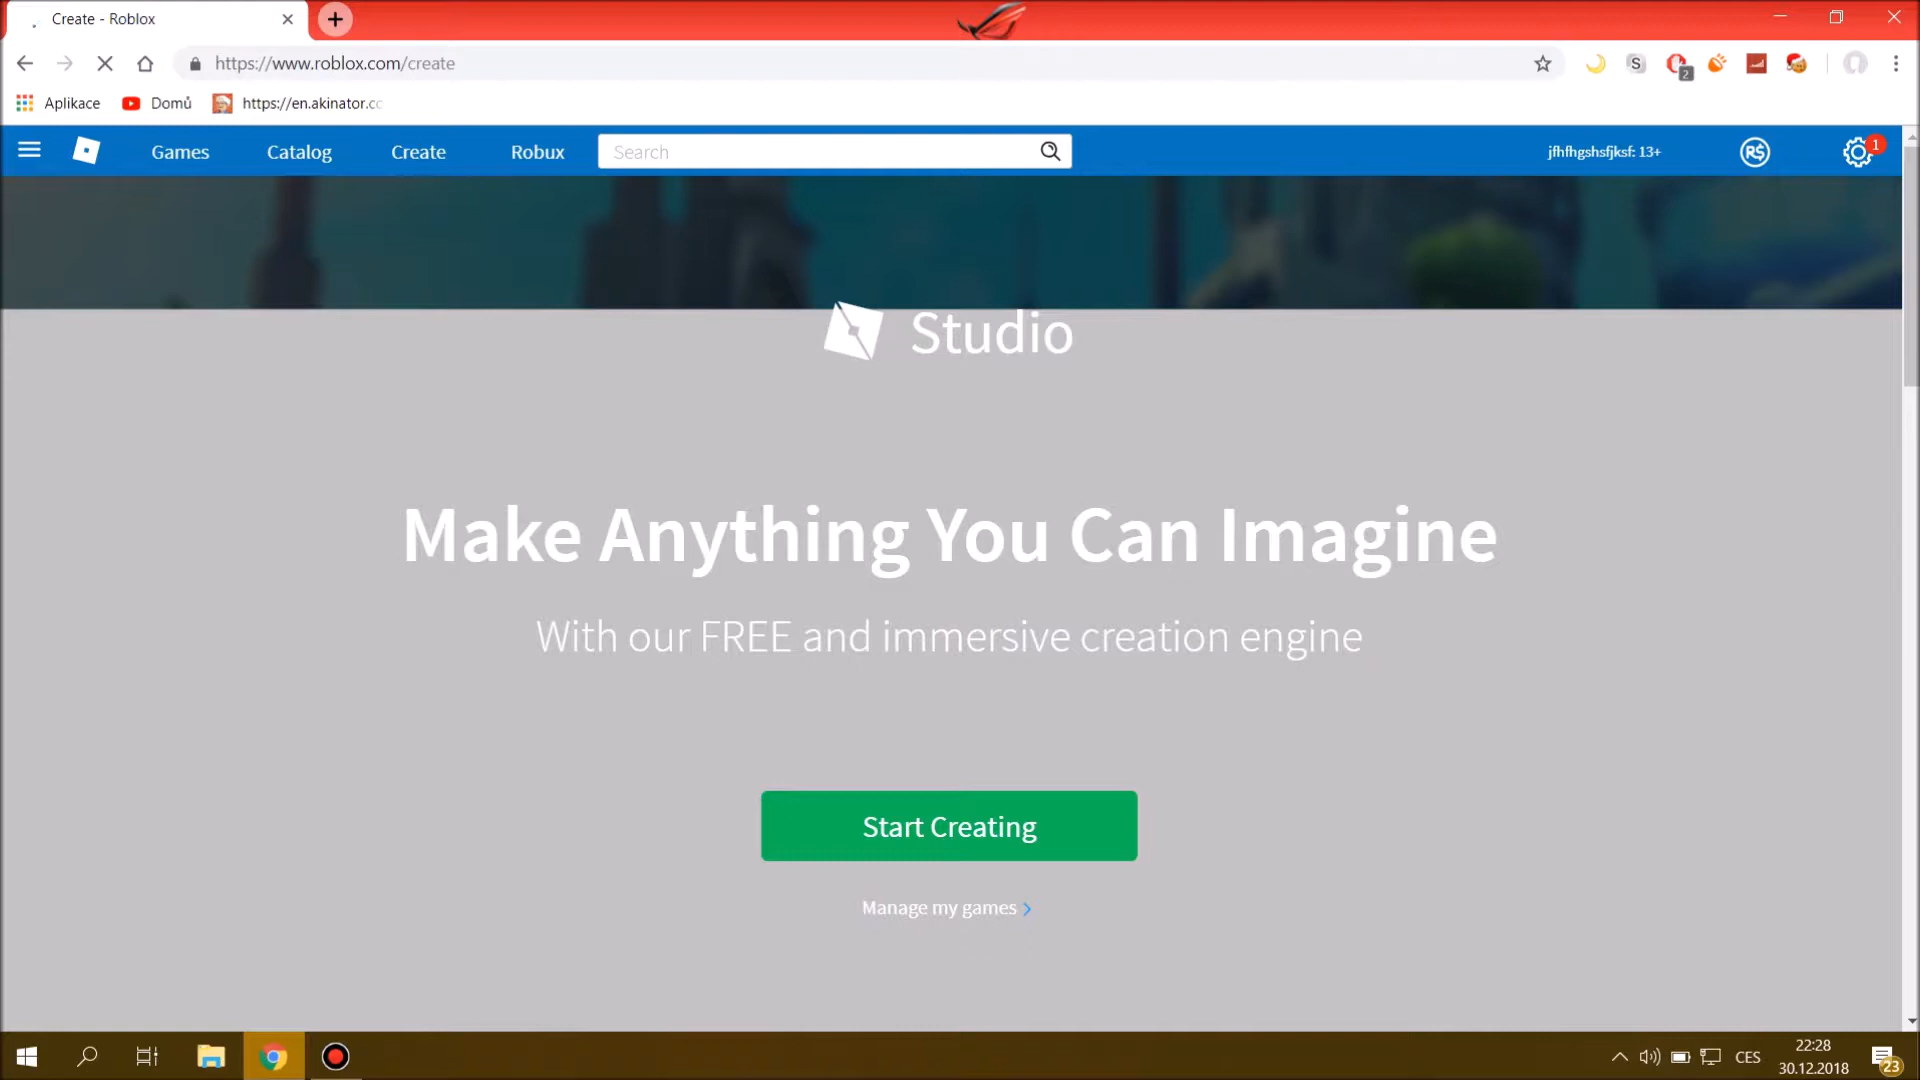 Create - Roblox
https://www.roblox.com/create
S
2
Aplikace
Domů
https://en.akinator.cc
Games
Catalog
Create
Robux
Search
jfhfhgshsfjksf: 13+
R$
1
Studio
Make Anything You Can Imagine
With our FREE and immersive creation engine
Start Creating
Manage my games
CES
22:28
30.12.2018
23